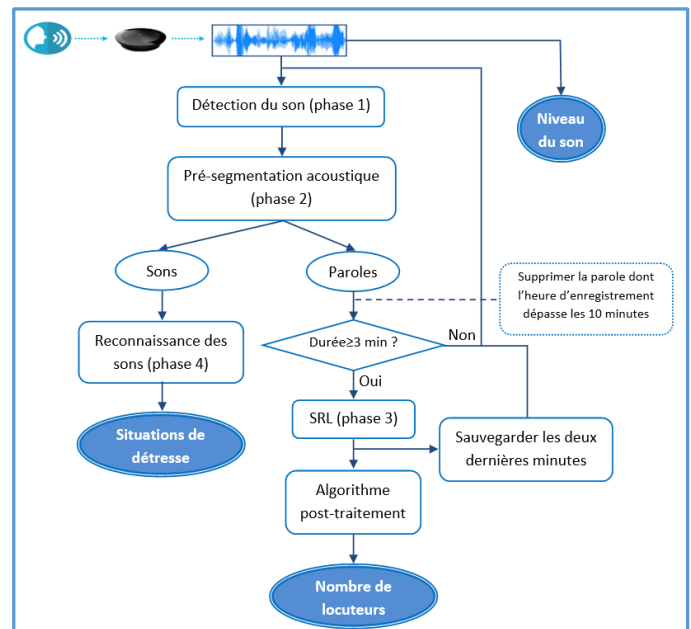 Détection du son (phase 1)
Niveau
du son
Pré-segmentation acoustique
(phase 2)
Sons
Paroles
Supprimer la parole dont
l'heure d'enregistrement
dépasse les 10 minutes
Reconnaissance des
sons (phase 4)
Durée≥3 min ?
Non
Oui
Situations de
détresse
SRL (phase 3)
Sauvegarder les deux
dernières minutes
Algorithme
post-traitement
Nombre de
locuteurs